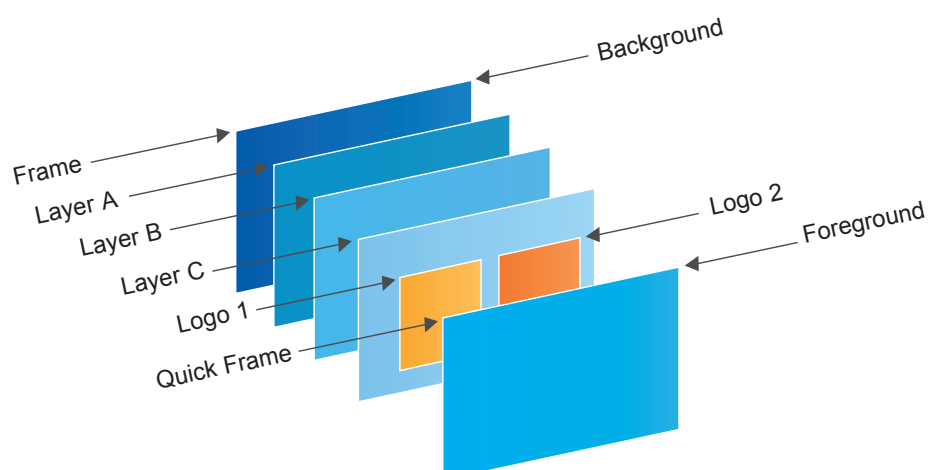 Background
Frame
Layer A
Logo 2
Layer B
Foreground
Layer C
Logo 1
Quick Frame